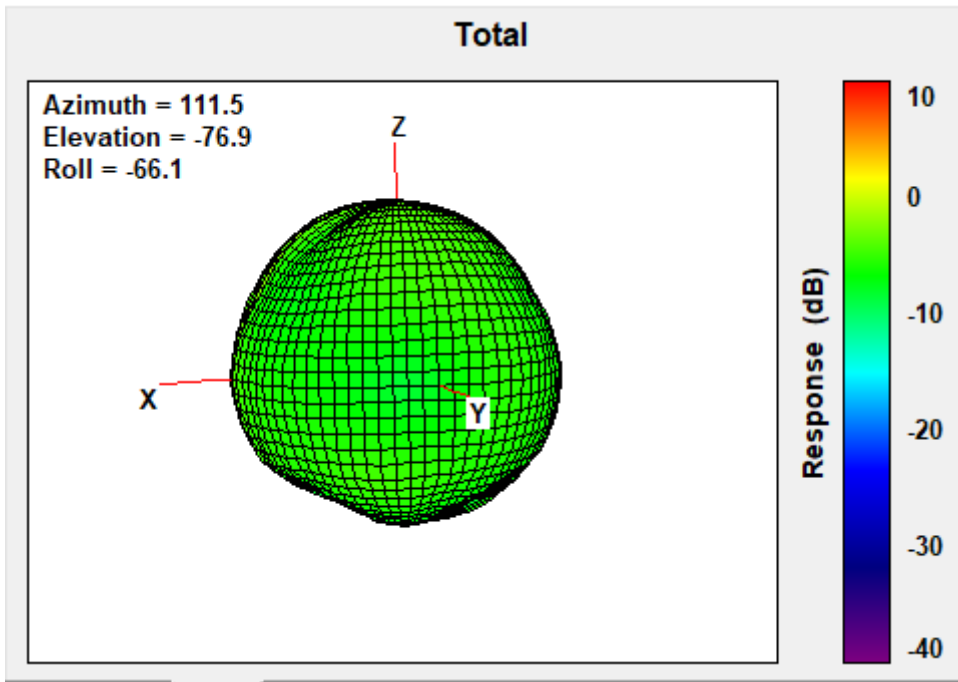 Total
Azimuth = 111.5
Elevation = -76.9
Roll = -66.1
Z
X
Y
10
0
-10
-20
-30
-40
Response (dB)